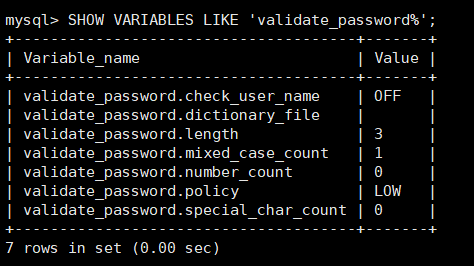 mysql> SHOW VARIABLES LIKE 'validate_password%';
+--------------------------------------+-------+
| Variable_name                        | Value |
+--------------------------------------+-------+
| validate_password.check_user_name    | OFF   |
| validate_password.dictionary_file    |       |
| validate_password.length             | 3     |
| validate_password.mixed_case_count   | 1     |
| validate_password.number_count       | 0     |
| validate_password.policy             | LOW   |
| validate_password.special_char_count | 0     |
+--------------------------------------+-------+
7 rows in set (0.00 sec)